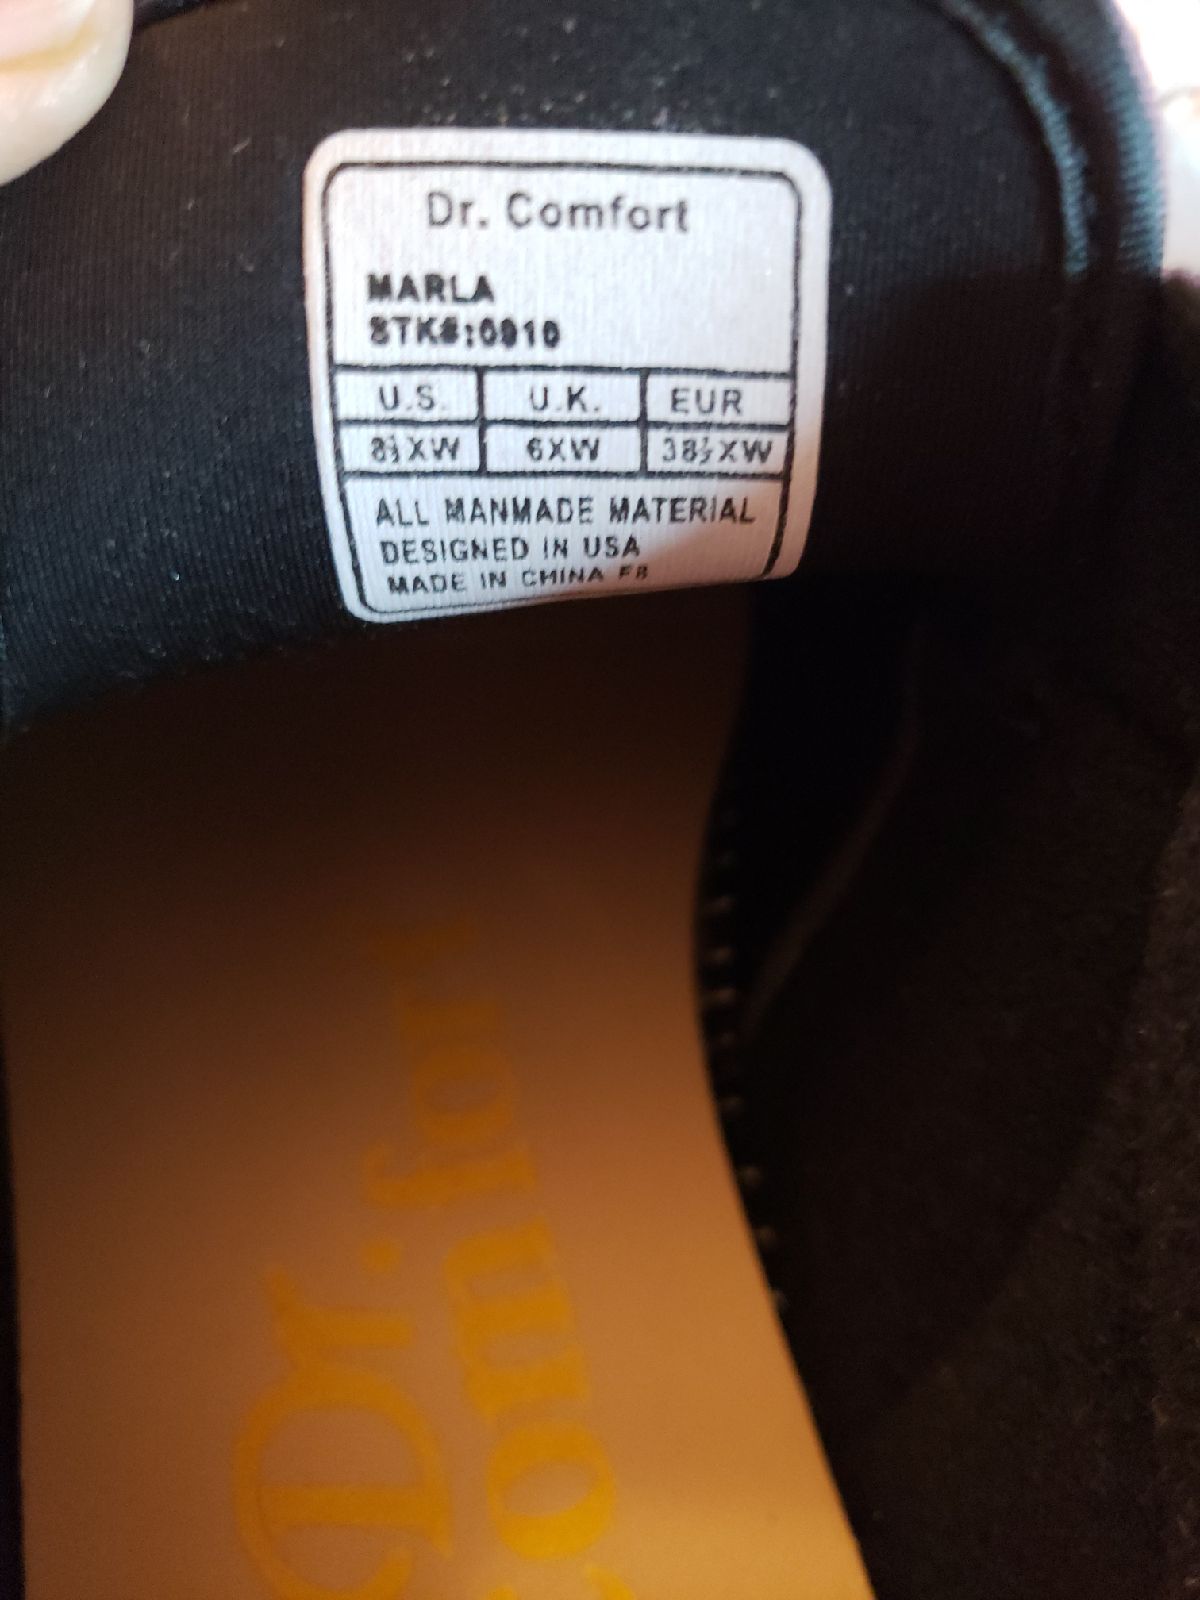 Dr. Comfort
MARLA
STK#:0910
U.S. U.K. EUR
8½XW 6XW 38½XW
ALL MANMADE MATERIAL
DESIGNED IN USA
MADE IN CHINA F8
Dr.
Comfort